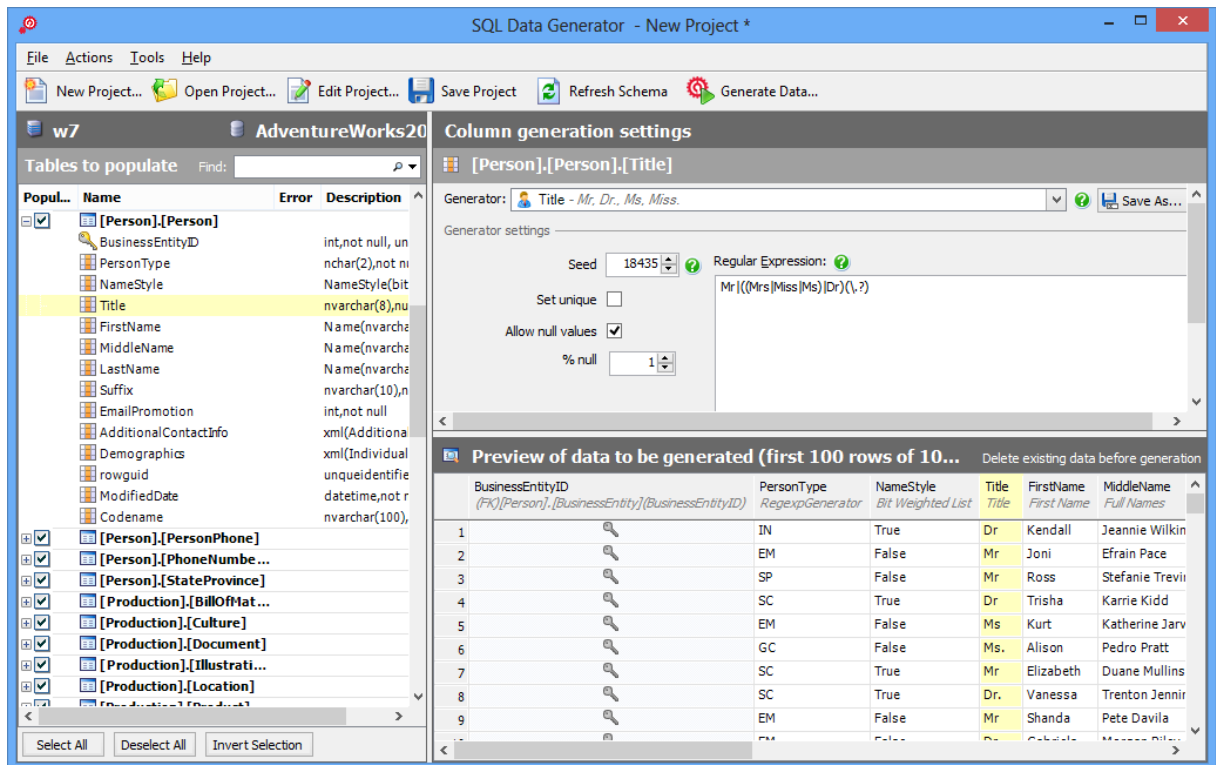 SQL Data Generator - New Project *
File Actions Tools Help
New Project... Open Project... Edit Project... Save Project Refresh Schema Generate Data...
w7 AdventureWorks20
Tables to populate Find:
Popul... Name Error Description
[Person].[Person]
BusinessEntityID int,not null, un
PersonType nchar(2),not nu
NameStyle NameStyle(bit
Title nvarchar(8),nu
FirstName Name(nvarcha
MiddleName Name(nvarcha
LastName Name(nvarcha
Suffix nvarchar(10),n
EmailPromotion int,not null
AdditionalContactInfo xml(Additiona
Demographics xml(Individual
rowguid unqueidentifie
ModifiedDate datetime,not r
Codename nvarchar(100),
[Person].[PersonPhone]
[Person].[PhoneNumbe...
[Person].[StateProvince]
[Production].[BillOfMat...
[Production].[Culture]
[Production].[Document]
[Production].[Illustrati...
[Production].[Location]
Select All Deselect All Invert Selection
Column generation settings
[Person].[Person].[Title]
Generator: Title - Mr, Dr., Ms, Miss. Save As...
Generator settings
Seed 18435 Regular Expression:
Mr|((Mrs|Miss|Ms)|Dr)(\.?)
Set unique
Allow null values
% null 1
Preview of data to be generated (first 100 rows of 10... Delete existing data before generation
BusinessEntityID PersonType NameStyle Title FirstName MiddleName
(FK)[Person].[BusinessEntity](BusinessEntityID) RegexpGenerator Bit Weighted List Title First Name Full Names
1 IN True Dr Kendall Jeannie Wilkin
2 EM False Mr Joni Efrain Pace
3 SP False Mr Ross Stefanie Trevir
4 SC True Dr Trisha Karrie Kidd
5 EM False Ms Kurt Katherine Jarv
6 GC False Ms. Alison Pedro Pratt
7 SC True Mr Elizabeth Duane Mullins
8 SC True Dr. Vanessa Trenton Jennir
9 EM False Mr Shanda Pete Davila